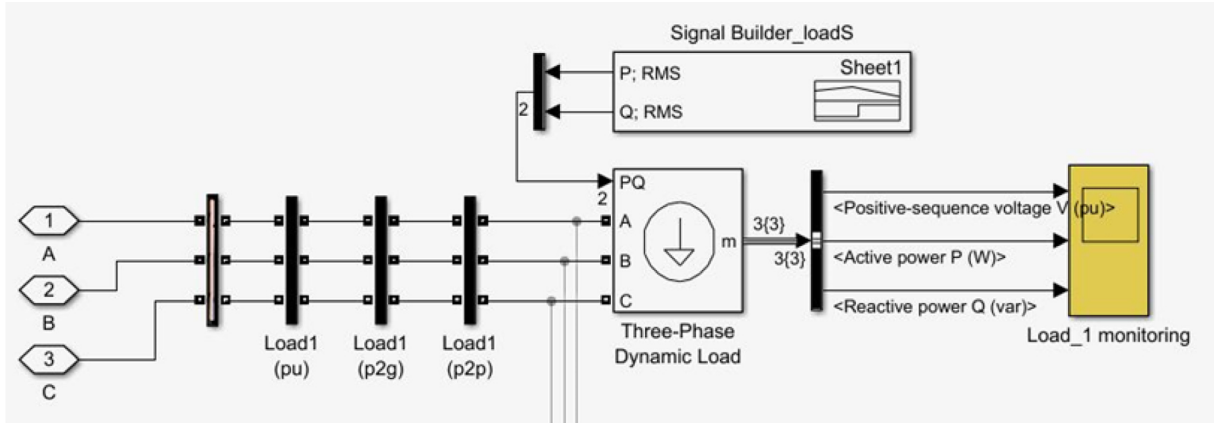 Signal Builder_loadS
P; RMS
Q; RMS
Sheet1
2
PQ
2
A
B
C
m
3{3}
3{3}
<Positive-sequence voltage V (pu)>
<Active power P (W)>
<Reactive power Q (var)>
Three-Phase
Dynamic Load
Load_1 monitoring
1
A
2
B
3
C
Load1
(pu)
Load1
(p2g)
Load1
(p2p)